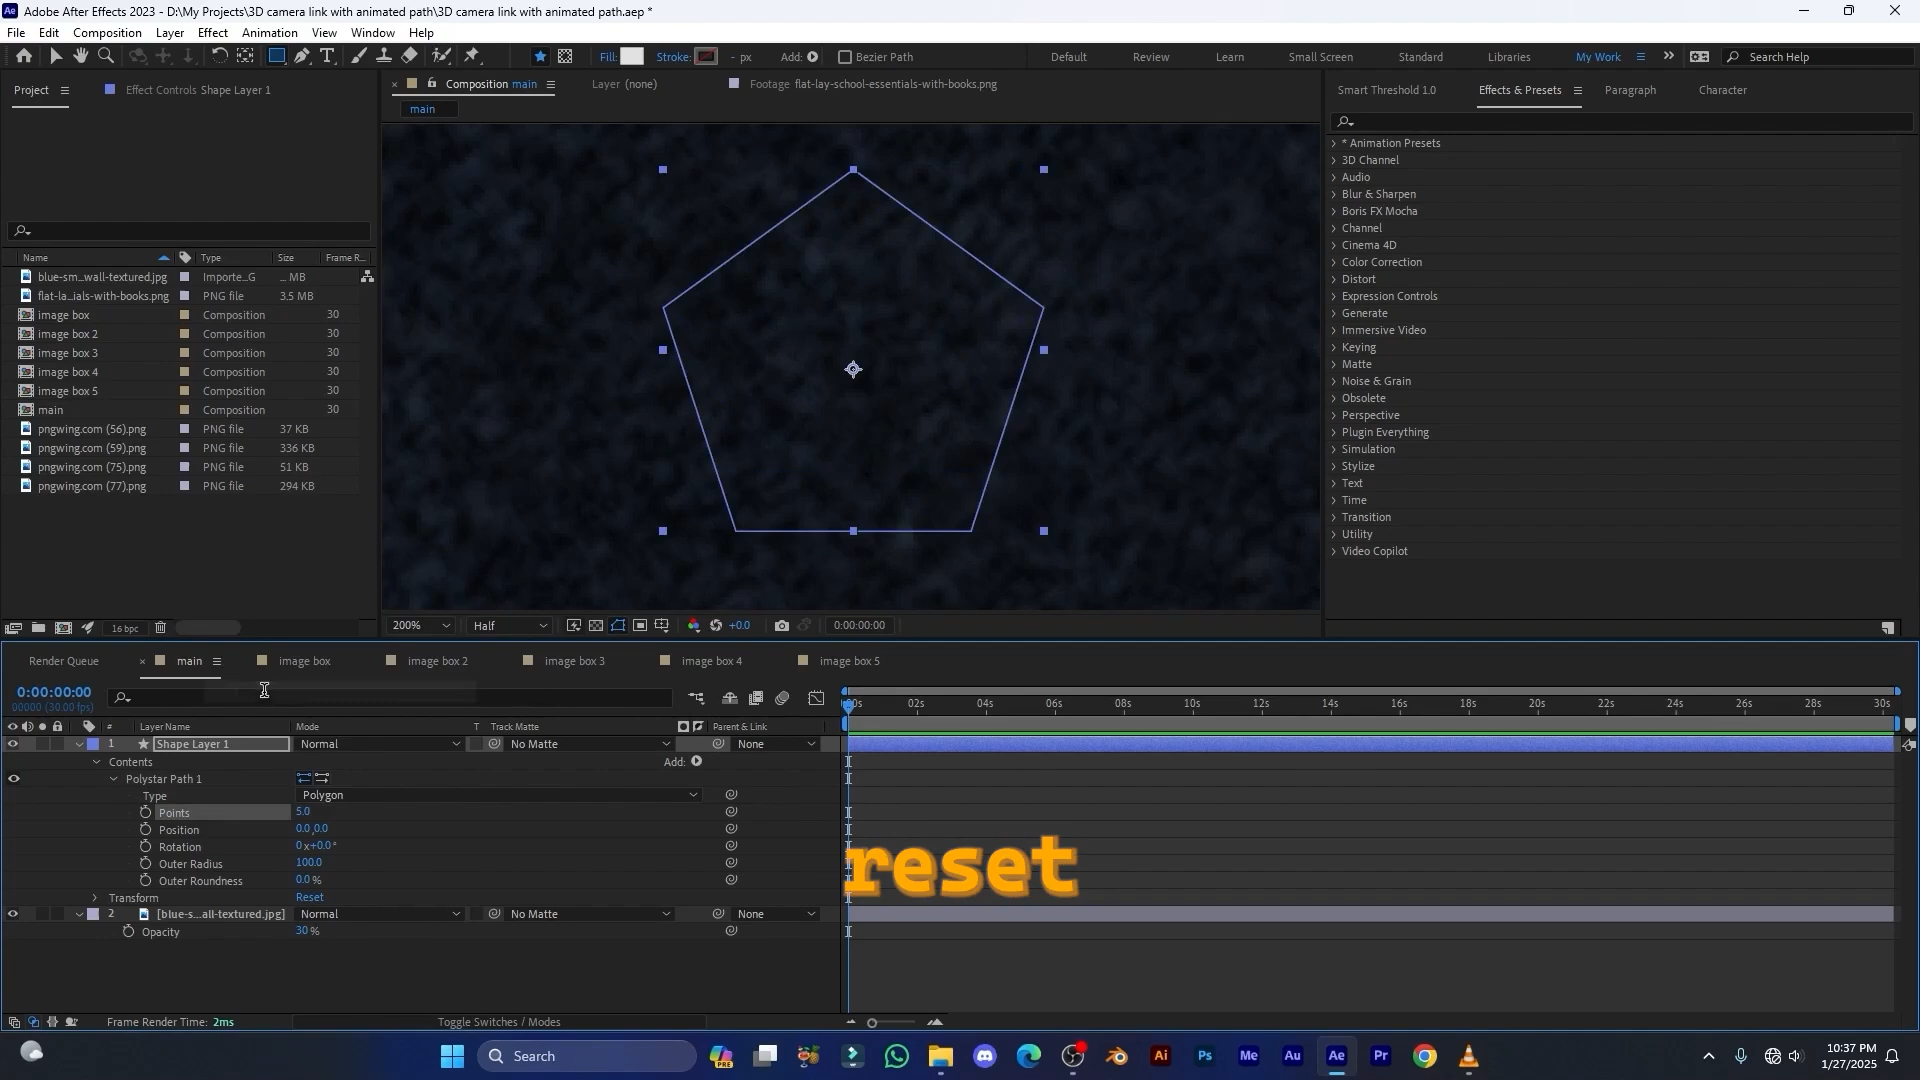 Adobe After Effects 2023 - D:\My Projects\3D camera link with animated path\3D camera link with animated path.aep *
File Edit Composition Layer Effect Animation View Window Help
Fill: Stroke: - px Add: Bezier Path Default Review Learn Small Screen Standard Libraries My Work Search Help
Project Effect Controls Shape Layer 1
Composition main Layer (none) Footage flat-lay-school-essentials-with-books.png
Smart Threshold 1.0 Effects & Presets Paragraph Character
main
* Animation Presets
3D Channel
Audio
Blur & Sharpen
Boris FX Mocha
Channel
Cinema 4D
Color Correction
Distort
Expression Controls
Generate
Immersive Video
Keying
Matte
Noise & Grain
Obsolete
Perspective
Plugin Everything
Simulation
Stylize
Text
Time
Transition
Utility
Video Copilot
Name Type Size Frame R...
blue-sm...wall-textured.jpg Importe...G ... MB
flat-la...ials-with-books.png PNG file 3.5 MB
image box Composition 30
image box 2 Composition 30
image box 3 Composition 30
image box 4 Composition 30
image box 5 Composition 30
main Composition 30
pngwing.com (56).png PNG file 37 KB
pngwing.com (59).png PNG file 336 KB
pngwing.com (75).png PNG file 51 KB
pngwing.com (77).png PNG file 294 KB
16 bpc
200% Half +0.0 0:00:00:00
Render Queue main image box image box 2 image box 3 image box 4 image box 5
0:00:00:00
00000 (30.00 fps)
:00s 02s 04s 06s 08s 10s 12s 14s 16s 18s 20s 22s 24s 26s 28s 30s
# Layer Name Mode T Track Matte Parent & Link
1 Shape Layer 1 Normal No Matte None
Contents Add:
Polystar Path 1
Type Polygon
Points 5.0
Position 0.0,0.0
Rotation 0x+0.0°
Outer Radius 100.0
Outer Roundness 0.0 %
Transform Reset
2 [blue-s...all-textured.jpg] Normal No Matte None
Opacity 30 %
reset
Frame Render Time: 2ms Toggle Switches / Modes
Search
10:37 PM
1/27/2025